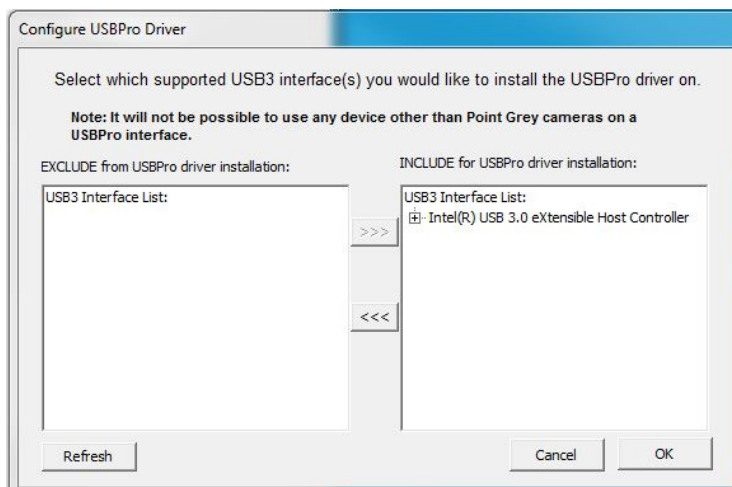 Configure USBPro Driver
Select which supported USB3 interface(s) you would like to install the USBPro driver on.
Note: It will not be possible to use any device other than Point Grey cameras on a
USBPro interface.
EXCLUDE from USBPro driver installation:
INCLUDE for USBPro driver installation:
USB3 Interface List:
USB3 Interface List:
Intel(R) USB 3.0 eXtensible Host Controller
>>>
<<<
Refresh
Cancel
OK